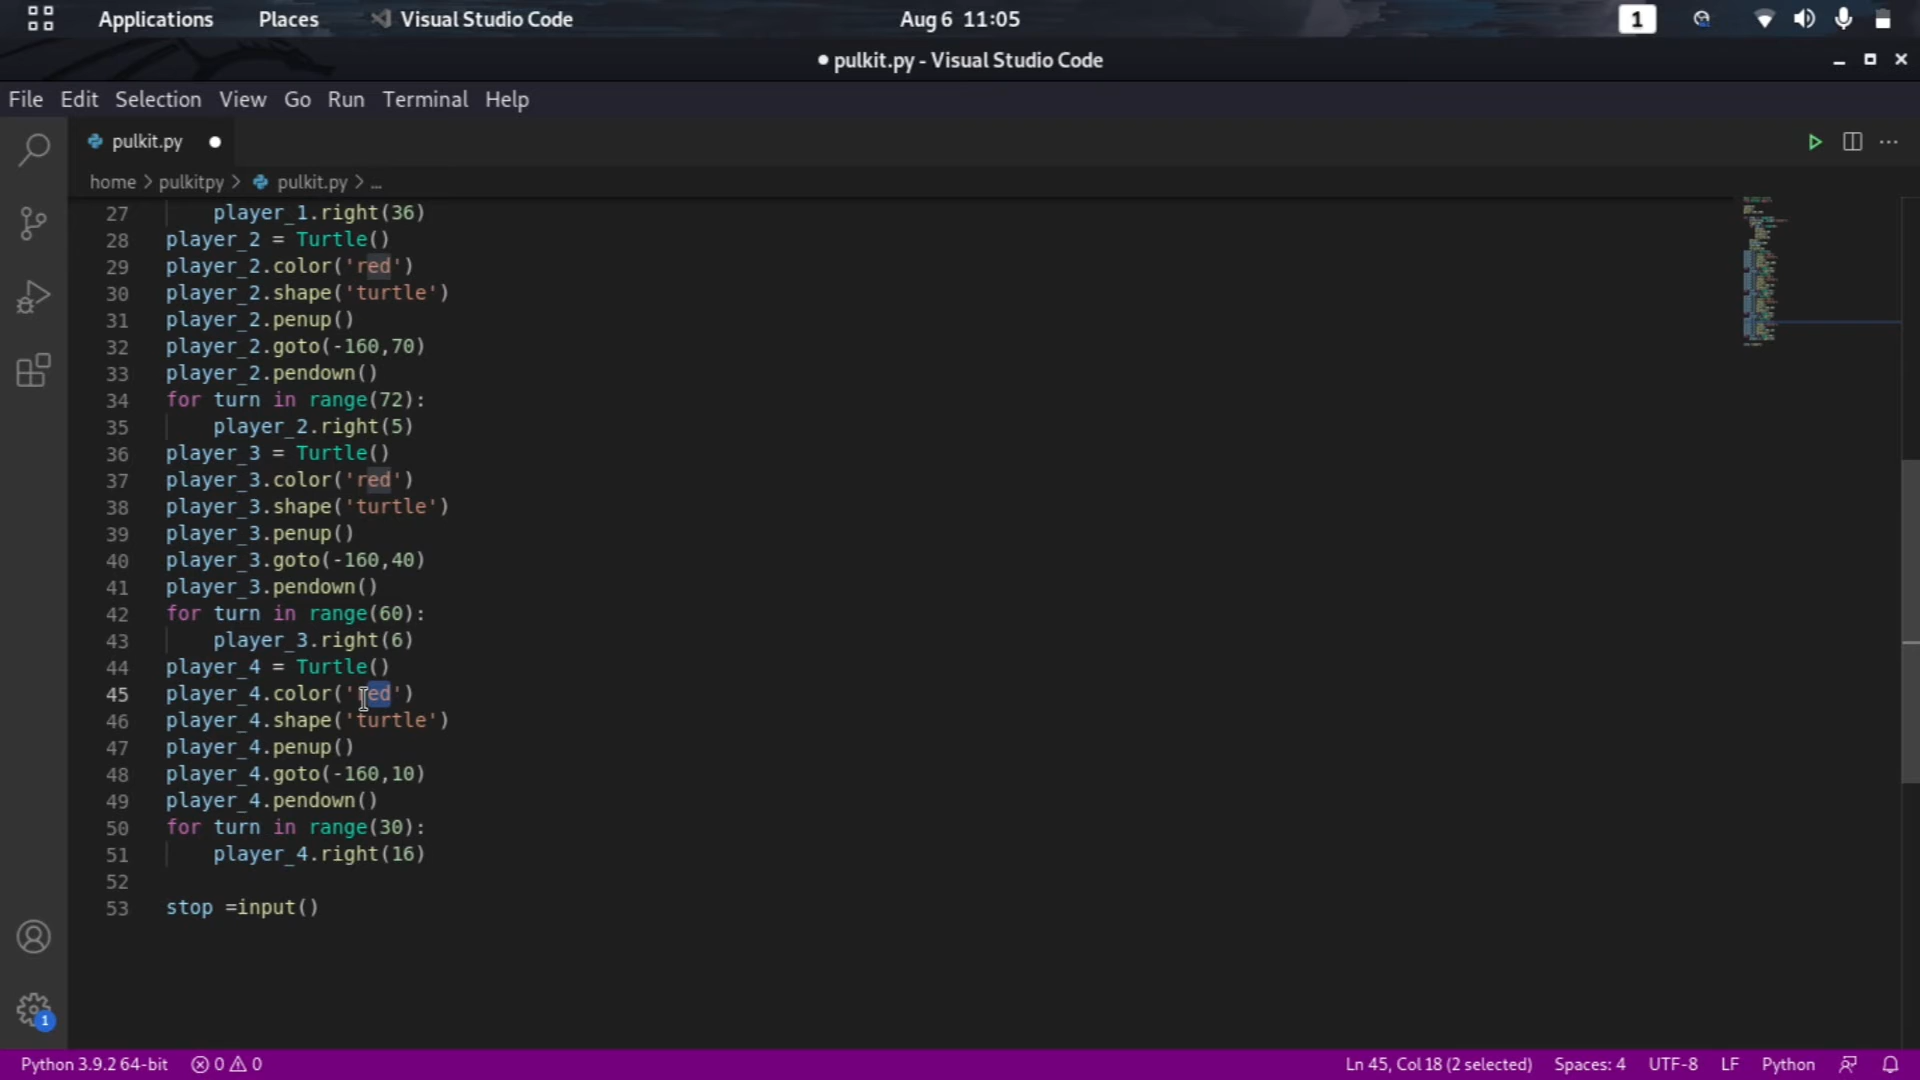 Applications Places Visual Studio Code Aug 6 11:05 1
● pulkit.py - Visual Studio Code
File Edit Selection View Go Run Terminal Help
pulkit.py
home > pulkitpy > pulkit.py > ...
27 player_1.right(36)
28 player_2 = Turtle()
29 player_2.color('red')
30 player_2.shape('turtle')
31 player_2.penup()
32 player_2.goto(-160,70)
33 player_2.pendown()
34 for turn in range(72):
35 player_2.right(5)
36 player_3 = Turtle()
37 player_3.color('red')
38 player_3.shape('turtle')
39 player_3.penup()
40 player_3.goto(-160,40)
41 player_3.pendown()
42 for turn in range(60):
43 player_3.right(6)
44 player_4 = Turtle()
45 player_4.color('red')
46 player_4.shape('turtle')
47 player_4.penup()
48 player_4.goto(-160,10)
49 player_4.pendown()
50 for turn in range(30):
51 player_4.right(16)
52
53 stop =input()
1
Python 3.9.2 64-bit 0 0 Ln 45, Col 18 (2 selected) Spaces: 4 UTF-8 LF Python